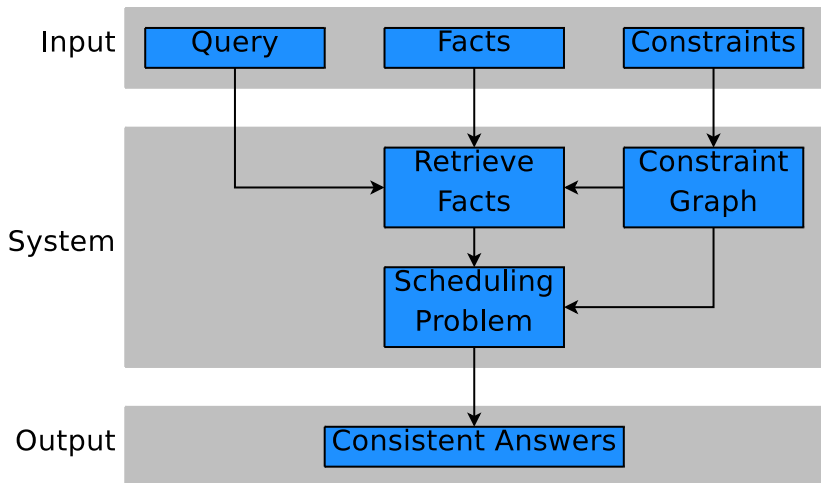 Input
Query
Facts
Constraints
System
Retrieve
Facts
Constraint
Graph
Scheduling
Problem
Output
Consistent Answers